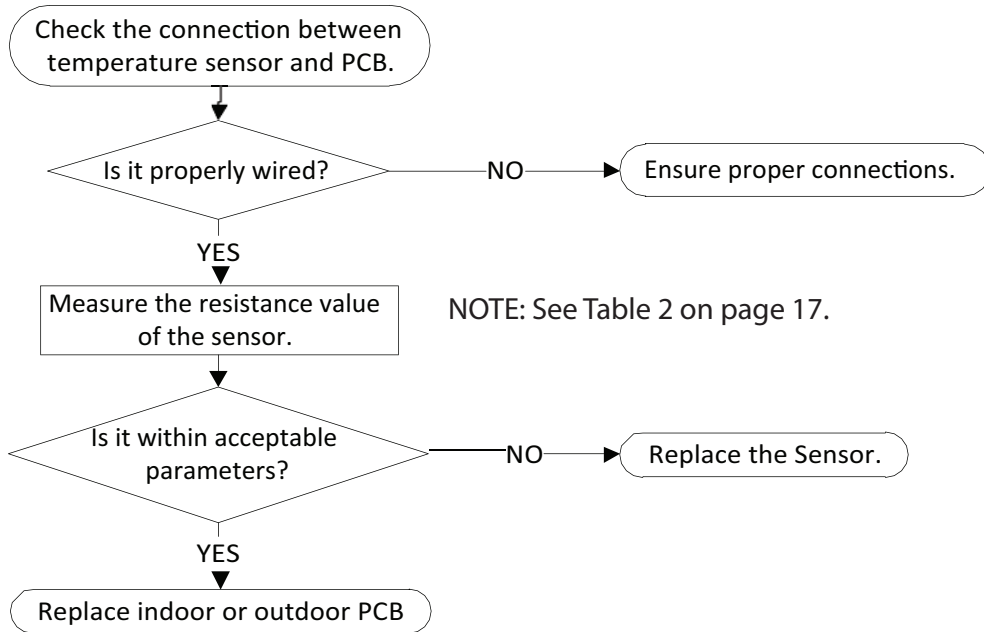 Check the connection between
temperature sensor and PCB.
Is it properly wired?
NO
Ensure proper connections.
YES
Measure the resistance value
of the sensor.
NOTE: See Table 2 on page 17.
Is it within acceptable
parameters?
NO
Replace the Sensor.
YES
Replace indoor or outdoor PCB